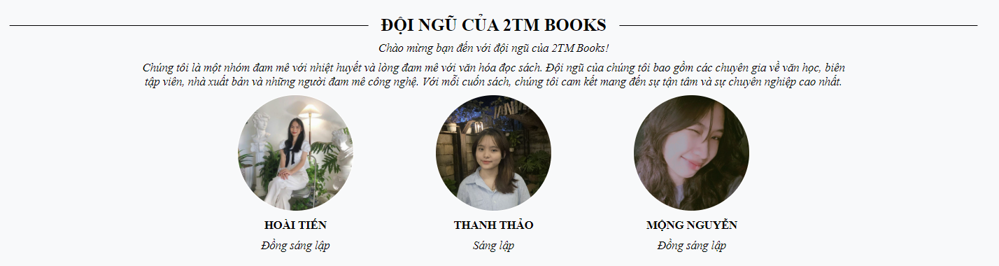 ĐỘI NGŨ CỦA 2TM BOOKS
Chào mừng bạn đến với đội ngũ của 2TM Books!
Chúng tôi là một nhóm đam mê với nhiệt huyết và lòng đam mê với văn hóa đọc sách. Đội ngũ của chúng tôi bao gồm các chuyên gia về văn học, biên
tập viên, nhà xuất bản và những người đam mê công nghệ. Với mỗi cuốn sách, chúng tôi cam kết mang đến sự tận tâm và sự chuyên nghiệp cao nhất.
HOÀI TIẾN THANH THẢO MỘNG NGUYỄN
Đồng sáng lập Sáng lập Đồng sáng lập